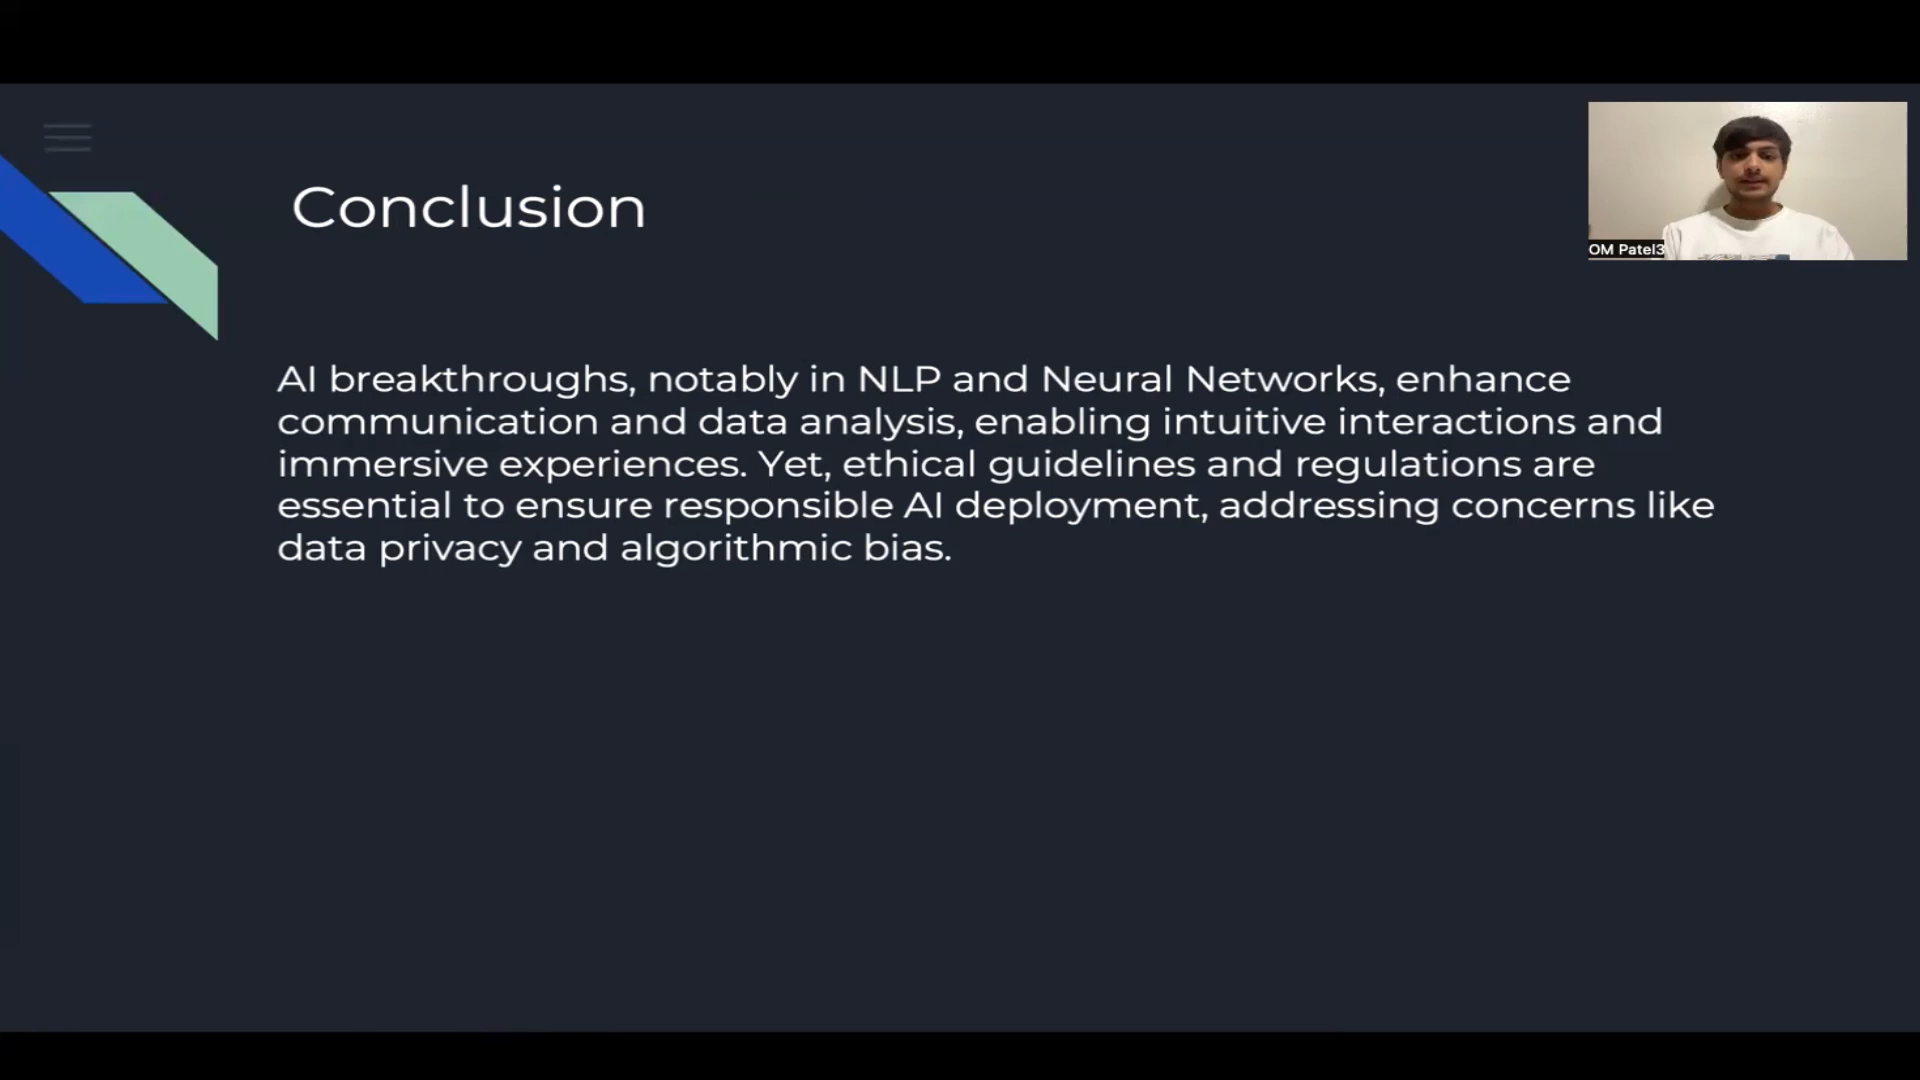 Conclusion
OM Patel3
AI breakthroughs, notably in NLP and Neural Networks, enhance
communication and data analysis, enabling intuitive interactions and
immersive experiences. Yet, ethical guidelines and regulations are
essential to ensure responsible AI deployment, addressing concerns like
data privacy and algorithmic bias.